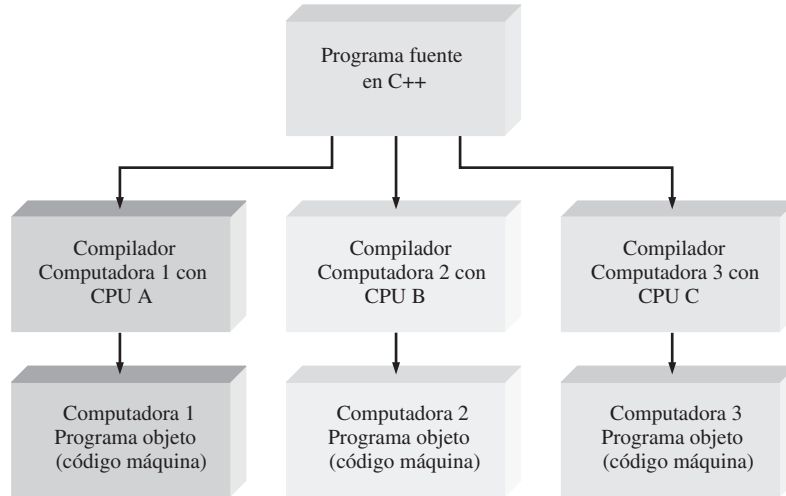 Programa fuente
en C++
Compilador
Computadora 1 con
CPU A
Compilador
Computadora 2 con
CPU B
Compilador
Computadora 3 con
CPU C
Computadora 1
Programa objeto
(código máquina)
Computadora 2
Programa objeto
(código máquina)
Computadora 3
Programa objeto
(código máquina)